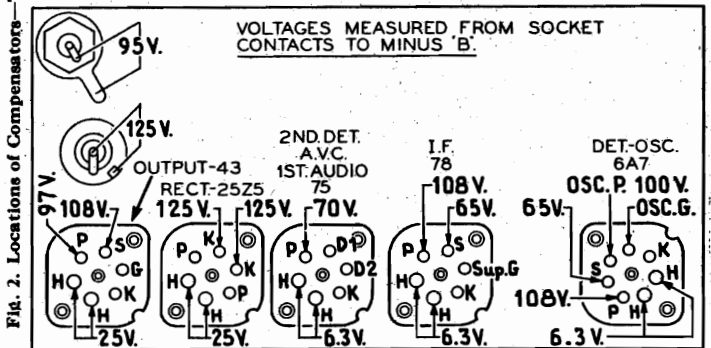 Fig. 2. Locations of Compensators—
VOLTAGES MEASURED FROM SOCKET
CONTACTS TO MINUS 'B'.
95V.
125V.
OUTPUT-43
RECT-25Z5
2ND. DET.
A.V.C.
1ST. AUDIO
75
I.F.
78
DET.-OSC.
6A7
97V.
108V.
P
S
G
K
H
H
25V.
125V.
125V.
P
K
K
P
H
H
25V.
70V.
P
D1
D2
K
H
H
6.3V.
108V.
65V.
P
S
Sup.G
K
H
H
6.3V.
OSC.P. 100V.
OSC.G.
65V.
K
H
S
108V.
P
H
6.3V.